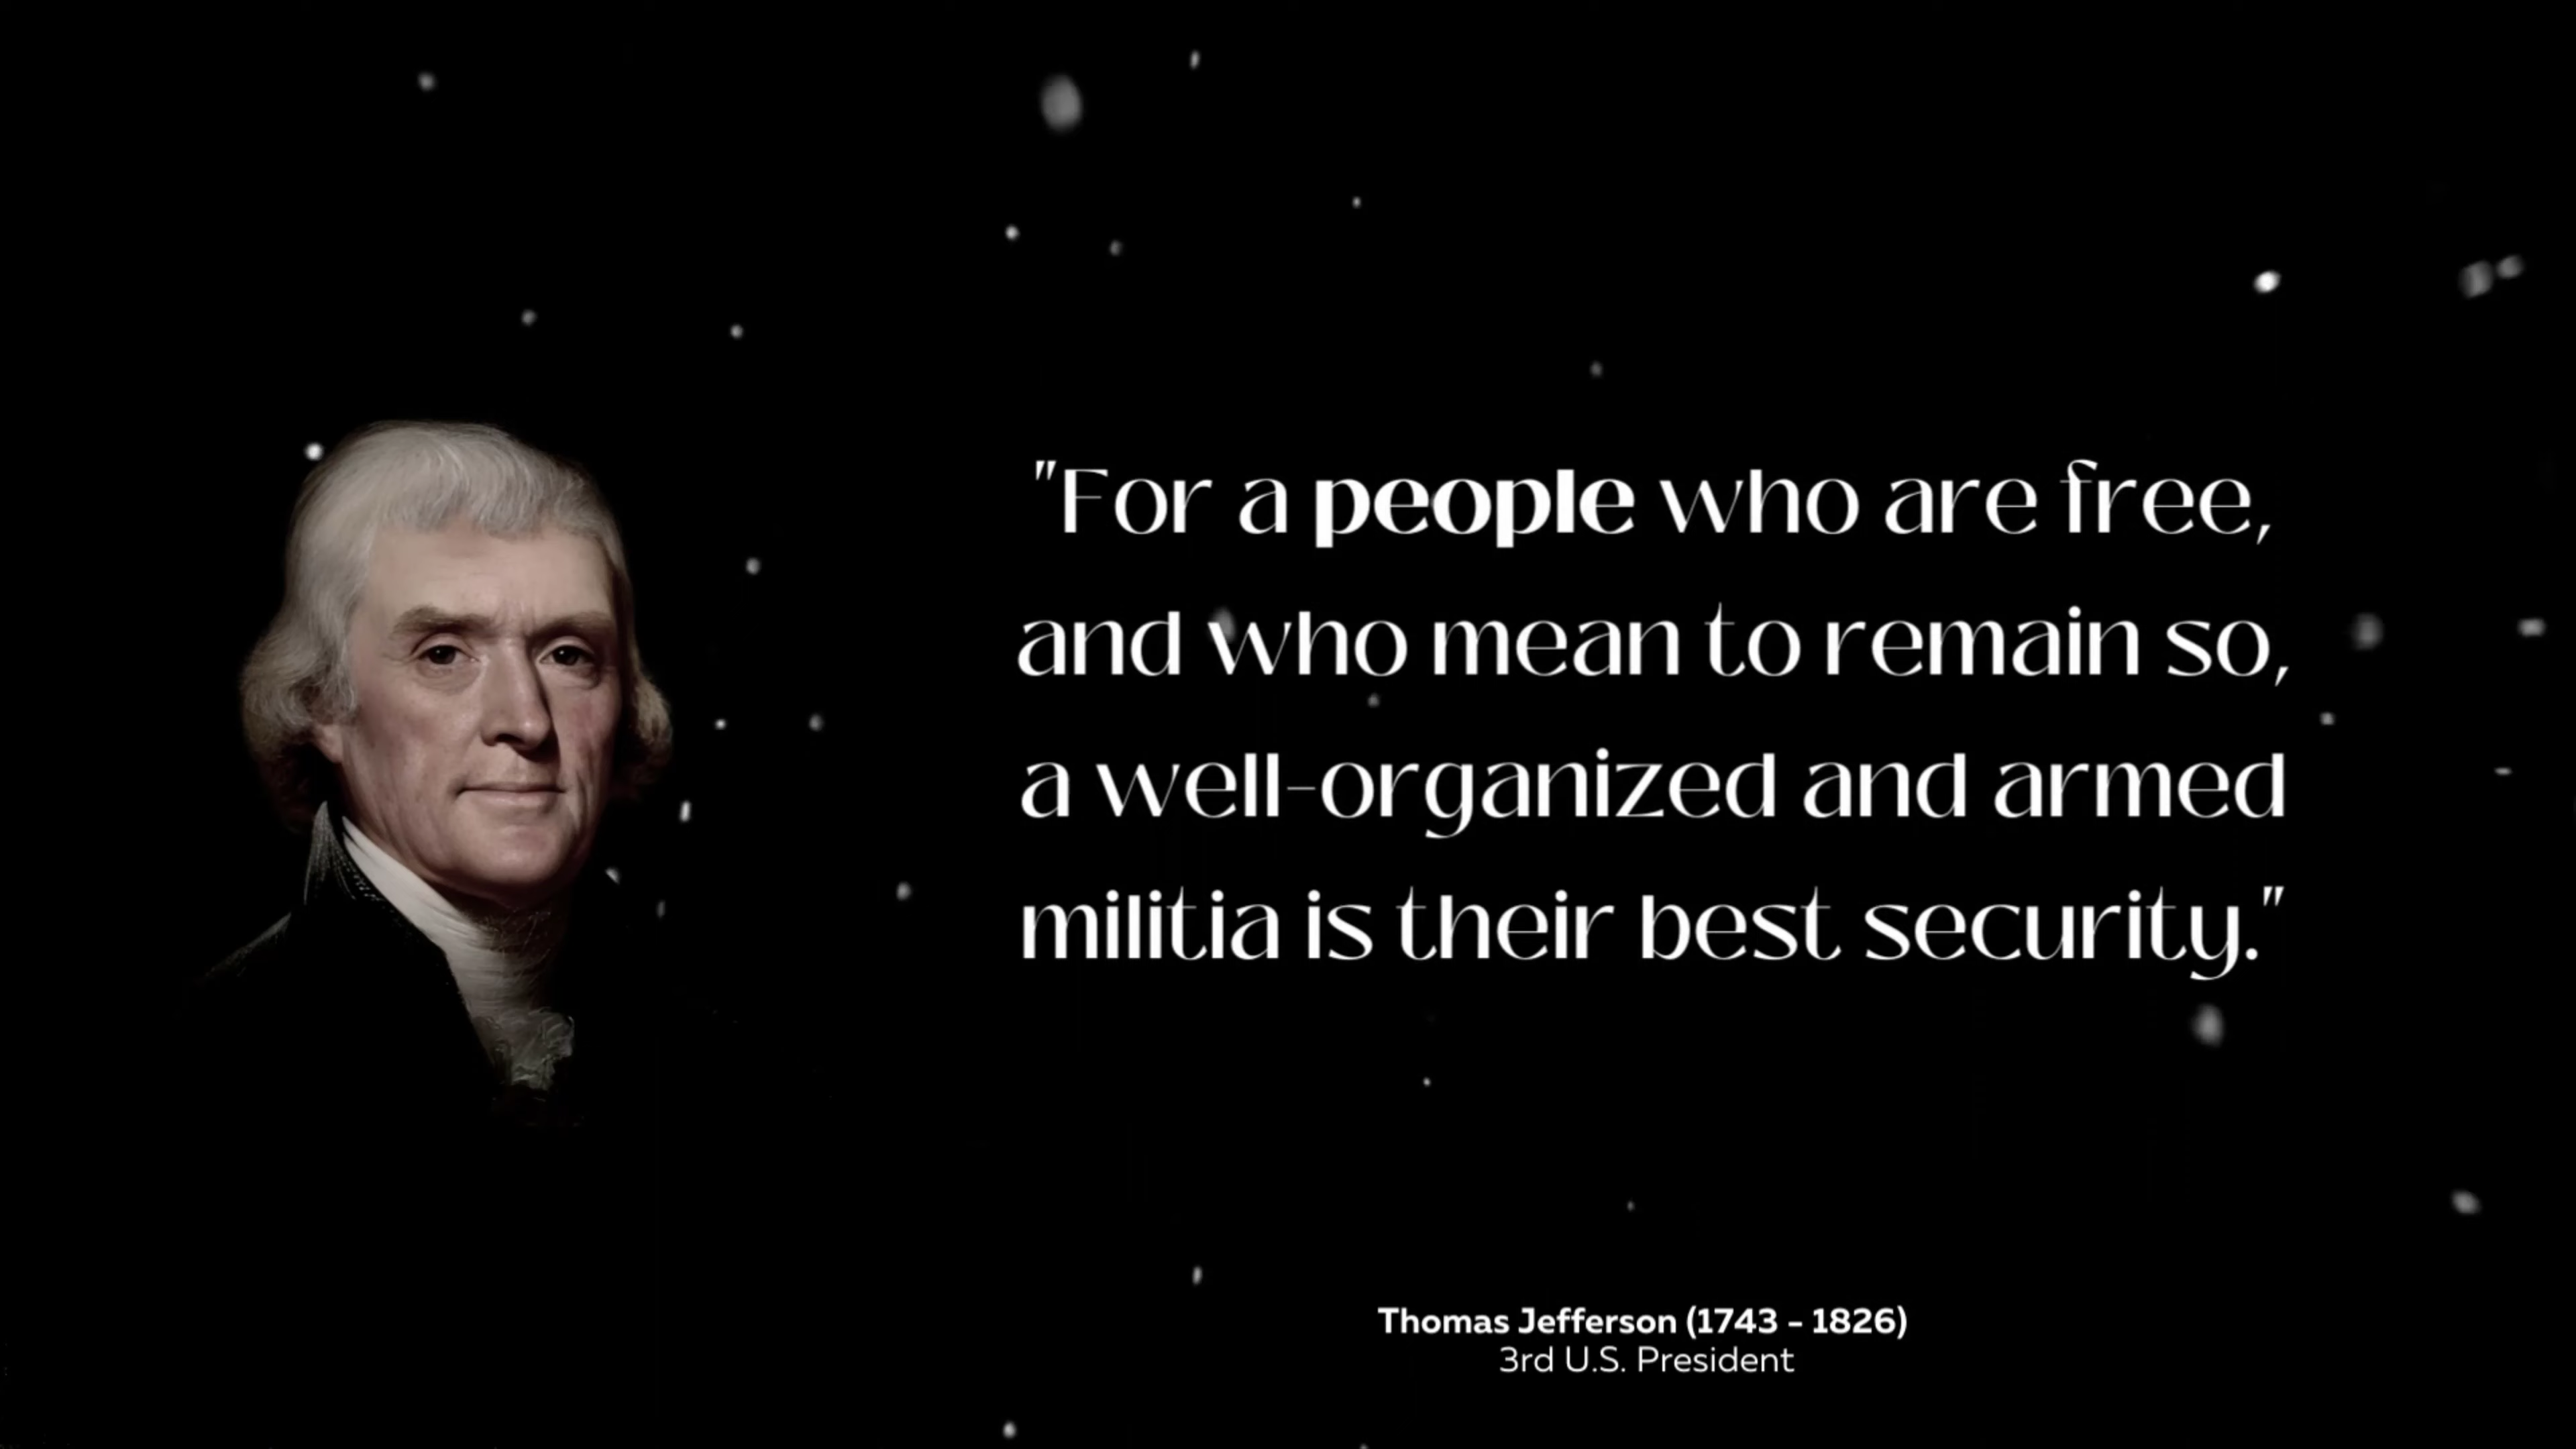 "For a people who are free,
and who mean to remain so,
a well-organized and armed
militia is their best security."
Thomas Jefferson (1743 - 1826)
3rd U.S. President